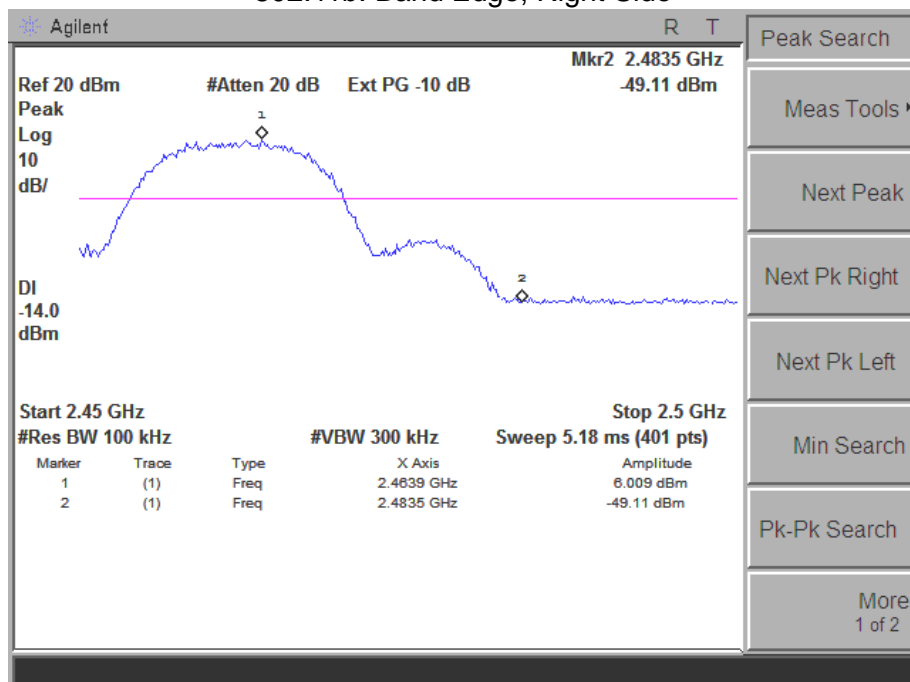 802.11b: Band Edge, Right Side
Agilent R T
Peak Search
Mkr2 2.4835 GHz
Ref 20 dBm #Atten 20 dB Ext PG -10 dB -49.11 dBm
Peak
Log
10
dB/
1
2
DI
-14.0
dBm
Start 2.45 GHz Stop 2.5 GHz
#Res BW 100 kHz #VBW 300 kHz Sweep 5.18 ms (401 pts)
Marker Trace Type X Axis Amplitude
1 (1) Freq 2.4639 GHz 6.009 dBm
2 (1) Freq 2.4835 GHz -49.11 dBm
Meas Tools
Next Peak
Next Pk Right
Next Pk Left
Min Search
Pk-Pk Search
More
1 of 2